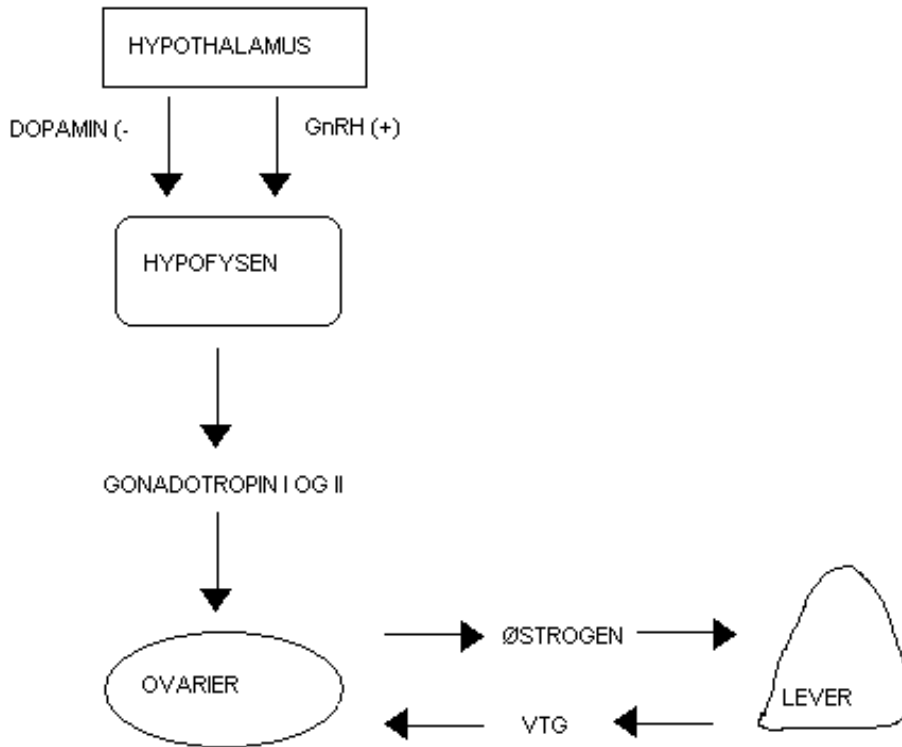 HYPOTHALAMUS
DOPAMIN (-
GnRH (+)
HYPOFYSEN
GONADOTROPIN I OG II
ØSTROGEN
OVARIER
LEVER
VTG